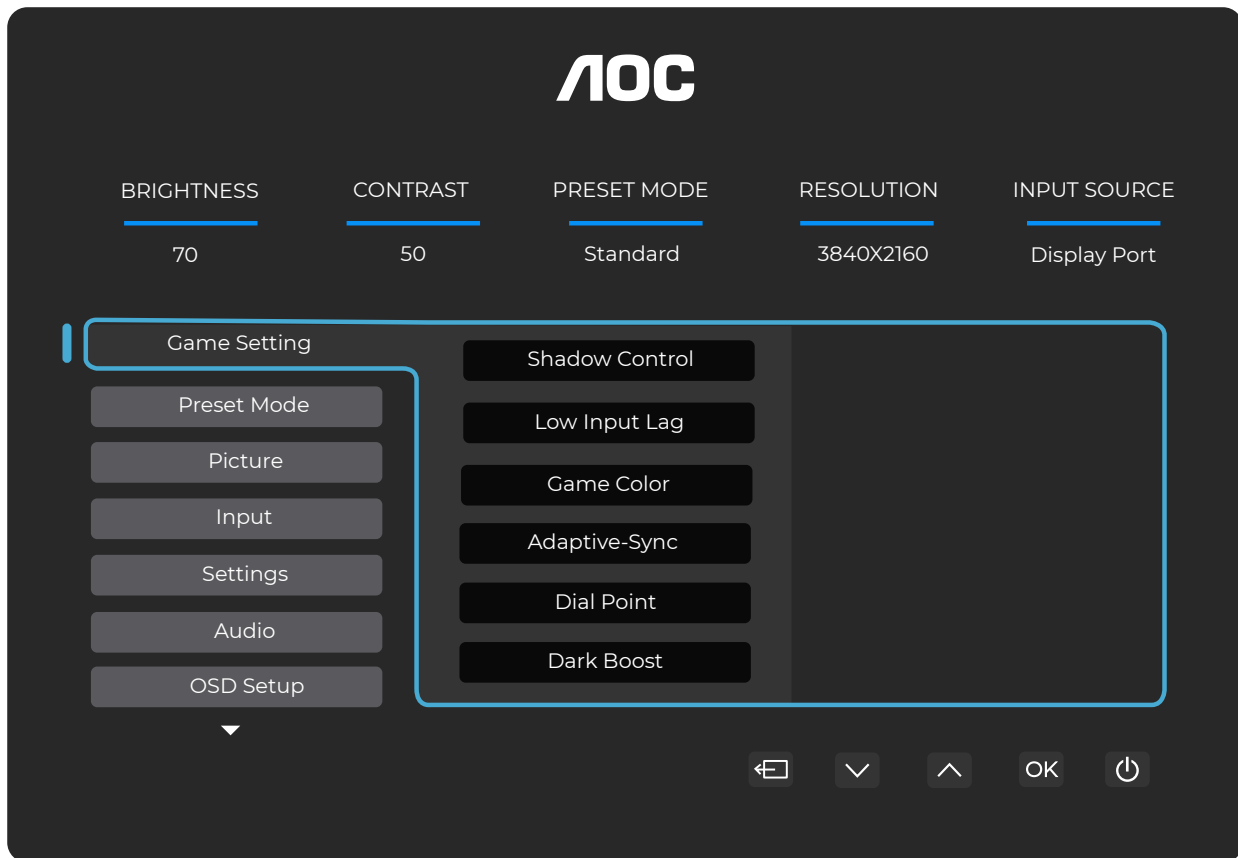 AOC
BRIGHTNESS CONTRAST PRESET MODE RESOLUTION INPUT SOURCE
70 50 Standard 3840X2160 Display Port
Game Setting
Preset Mode
Picture
Input
Settings
Audio
OSD Setup
Shadow Control
Low Input Lag
Game Color
Adaptive-Sync
Dial Point
Dark Boost
OK